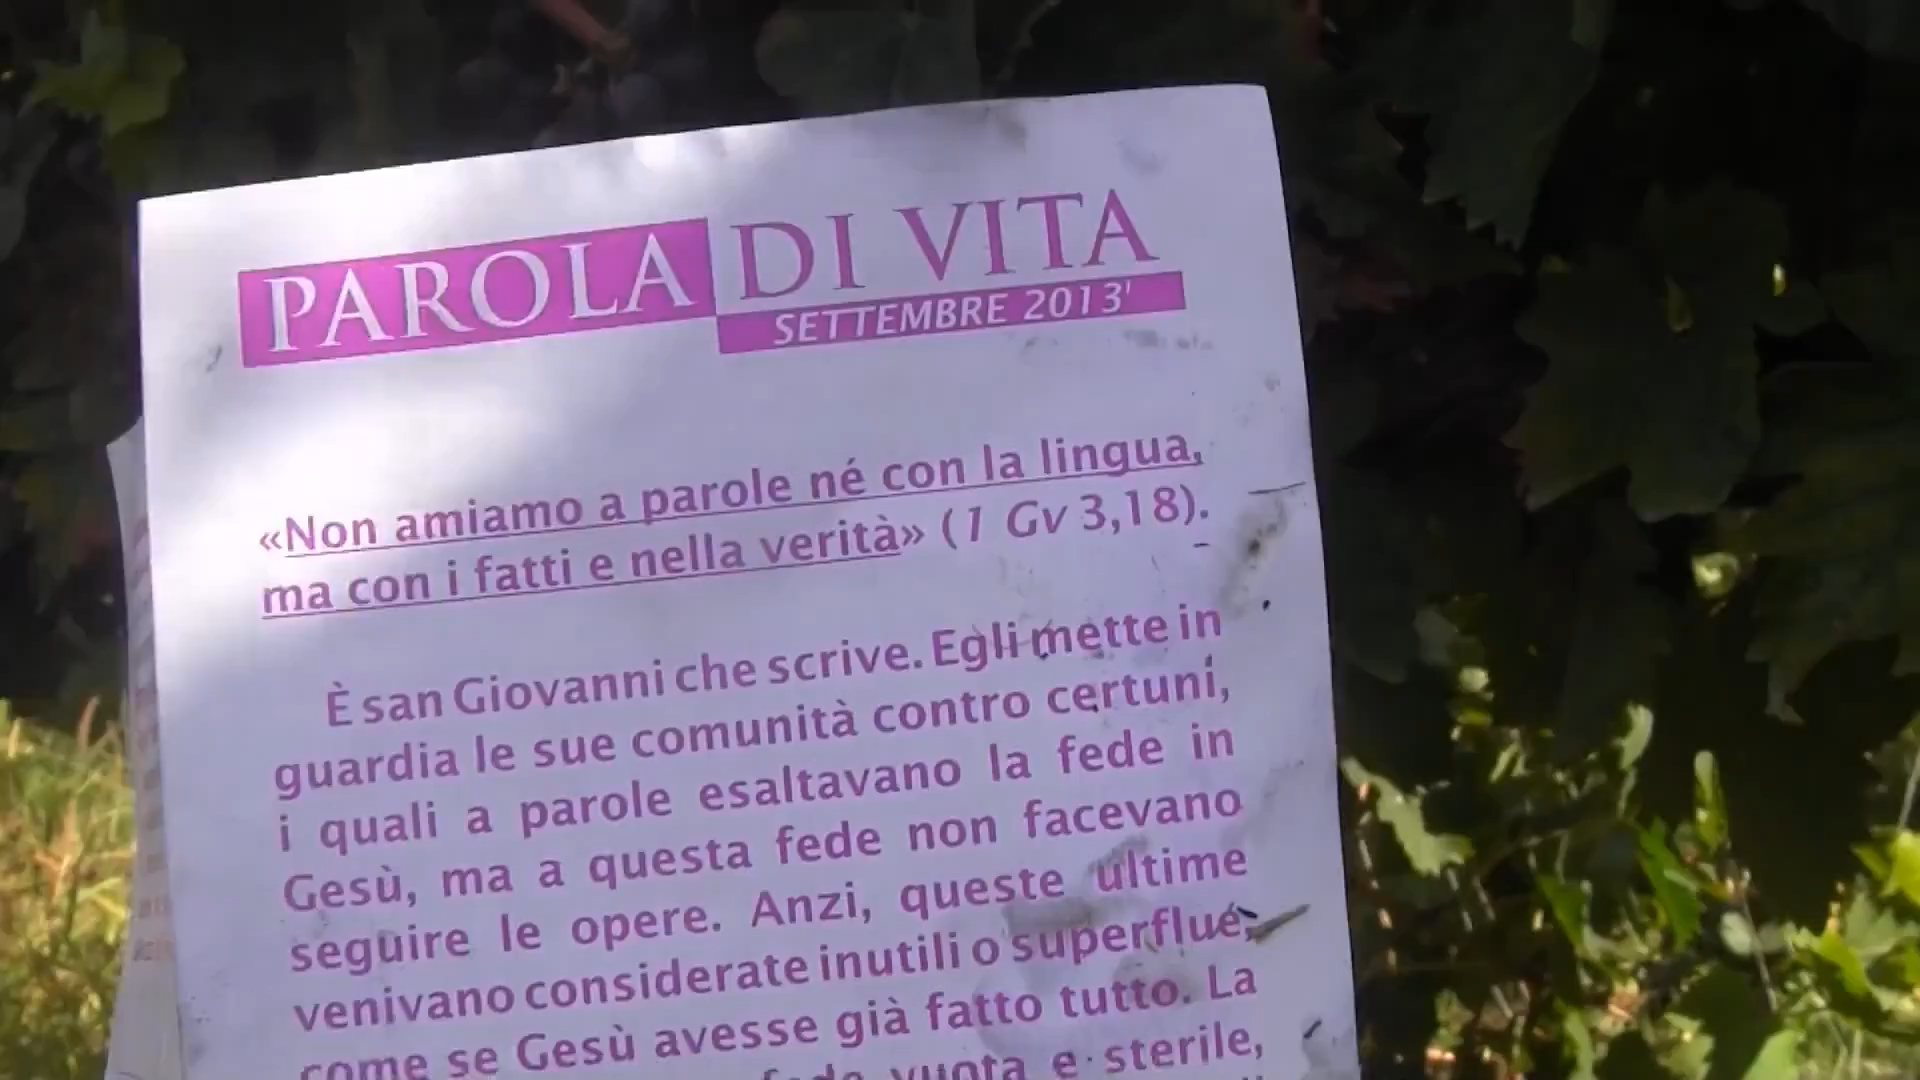 PAROLA DI VITA
SETTEMBRE 2013
«Non amiamo a parole né con la lingua,
ma con i fatti e nella verità» (1 Gv 3,18).
È san Giovanni che scrive. Egli mette in
guardia le sue comunità contro certuni,
i quali a parole esaltavano la fede in
Gesù, ma a questa fede non facevano
seguire le opere. Anzi, queste ultime
venivano considerate inutili o superflue,
come se Gesù avesse già fatto tutto. La
fede vuota e sterile,